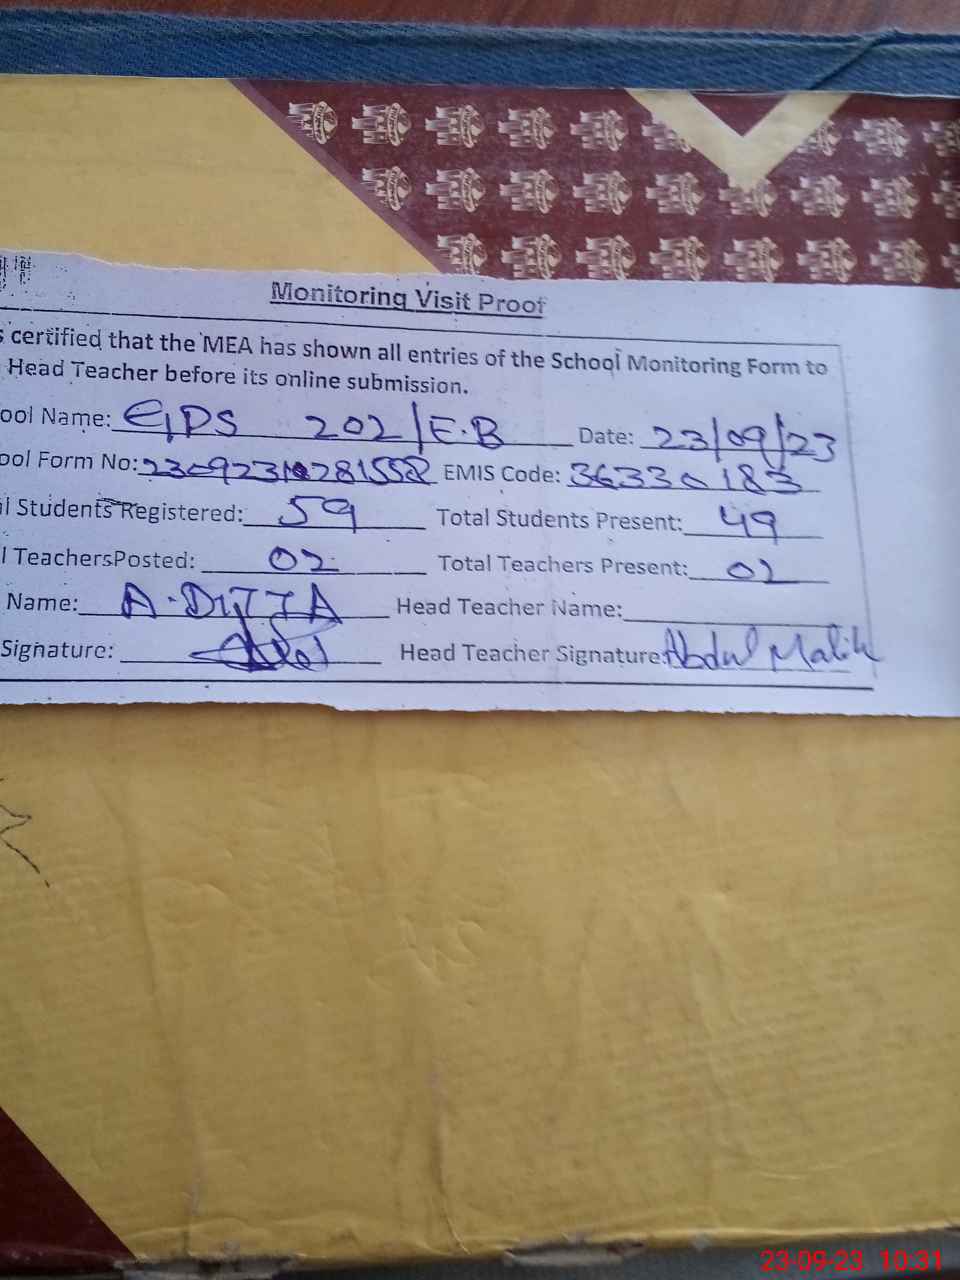 Monitoring Visit Proof
certified that the MEA has shown all entries of the School Monitoring Form to
Head Teacher before its online submission.
ool Name: GPS 202/E.B Date: 23/09/23
ool Form No: EMIS Code: 36330183
l Students Registered: 59 Total Students Present: 49
l TeachersPosted: 02 Total Teachers Present: 02
Name: A. DITTA Head Teacher Name:
Signature: Head Teacher Signature: Abdul Malik
23-09-23 10:31